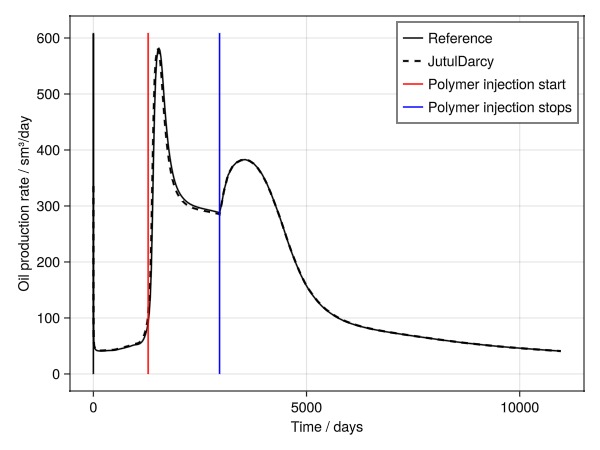 Reference
JutulDarcy
Polymer injection start
Polymer injection stops
600
500
400
300
200
100
0
Oil production rate / sm³/day
0 5000 10000
Time / days